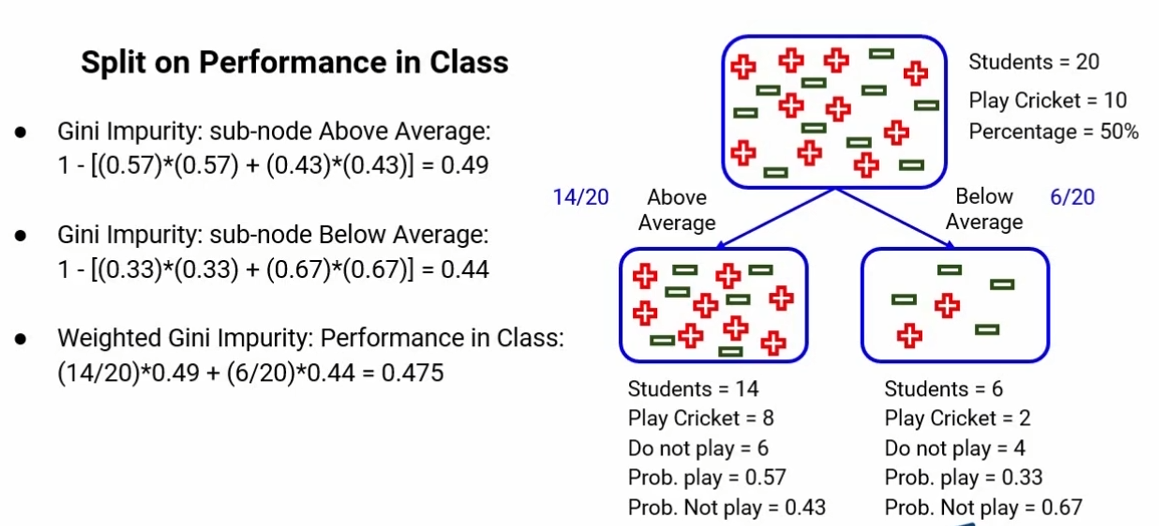 Split on Performance in Class
● Gini Impurity: sub-node Above Average:
1 - [(0.57)*(0.57) + (0.43)*(0.43)] = 0.49
● Gini Impurity: sub-node Below Average:
1 - [(0.33)*(0.33) + (0.67)*(0.67)] = 0.44
● Weighted Gini Impurity: Performance in Class:
(14/20)*0.49 + (6/20)*0.44 = 0.475
Students = 20
Play Cricket = 10
Percentage = 50%
14/20
Above
Average
Below
Average
6/20
Students = 14
Play Cricket = 8
Do not play = 6
Prob. play = 0.57
Prob. Not play = 0.43
Students = 6
Play Cricket = 2
Do not play = 4
Prob. play = 0.33
Prob. Not play = 0.67